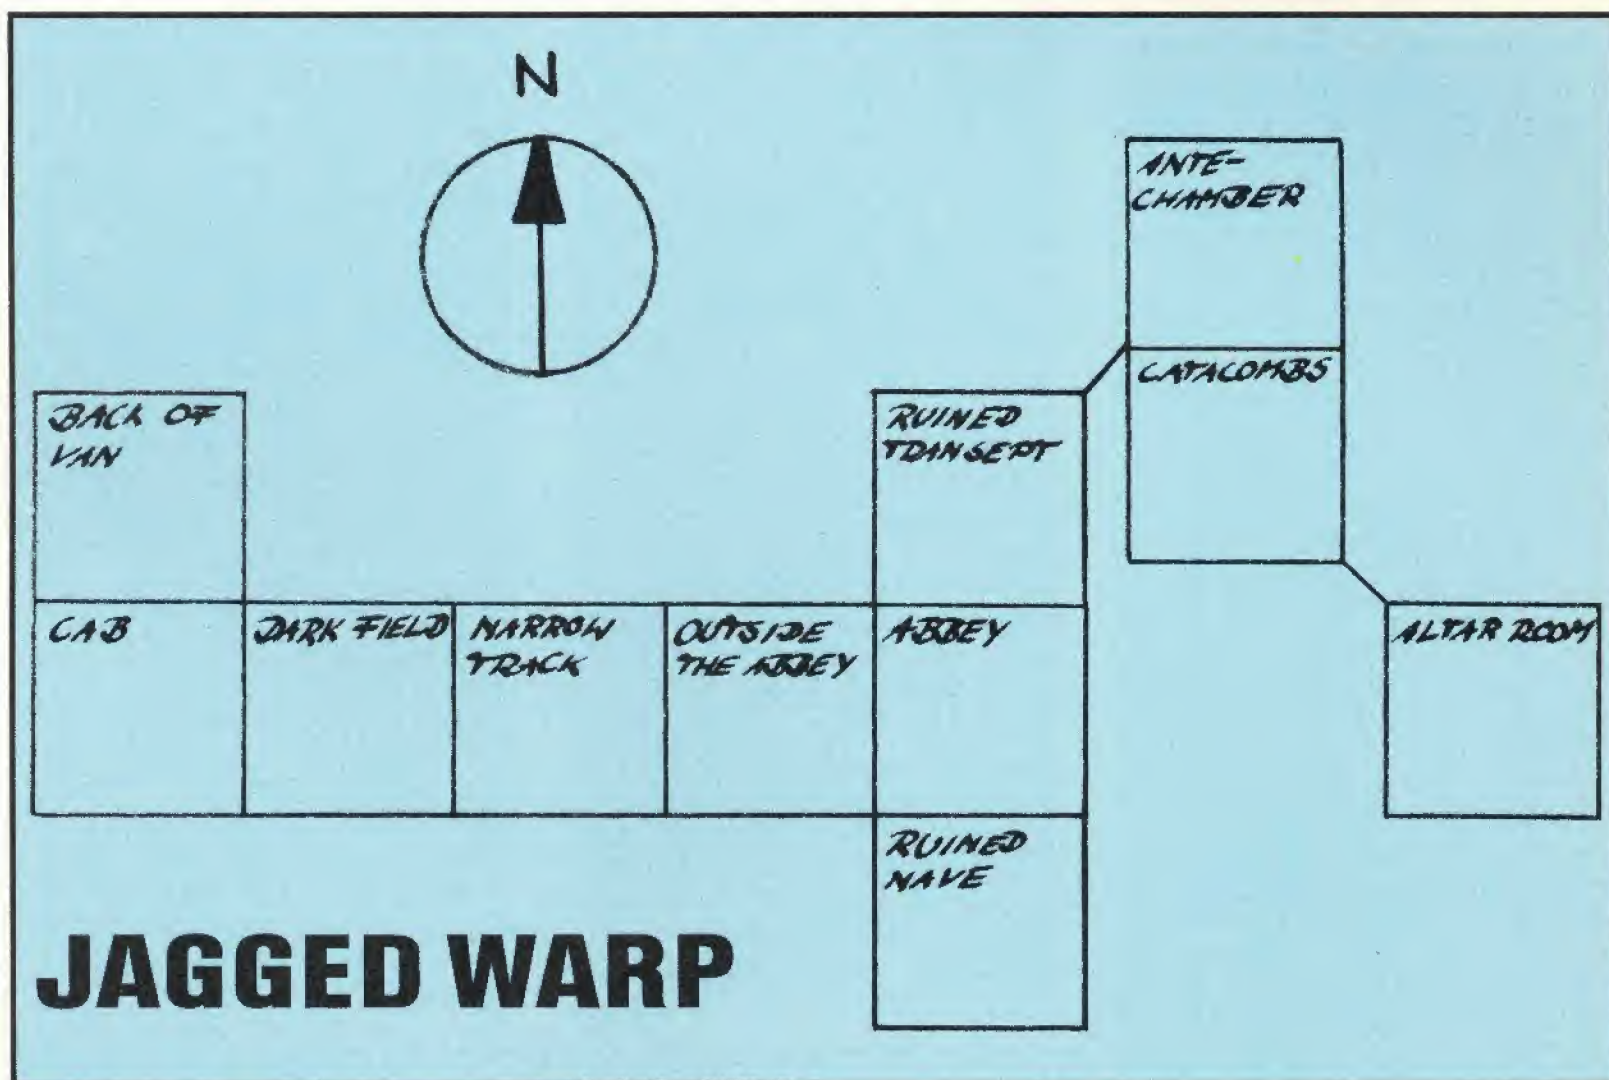 N
ANTE-
CHAMBER
CATACOMBS
BACK OF
VAN
RUINED
TRANSEPT
CAB
DARK FIELD
NARROW
TRACK
OUTSIDE
THE ABBEY
ABBEY
ALTAR ROOM
RUINED
NAVE
JAGGED WARP